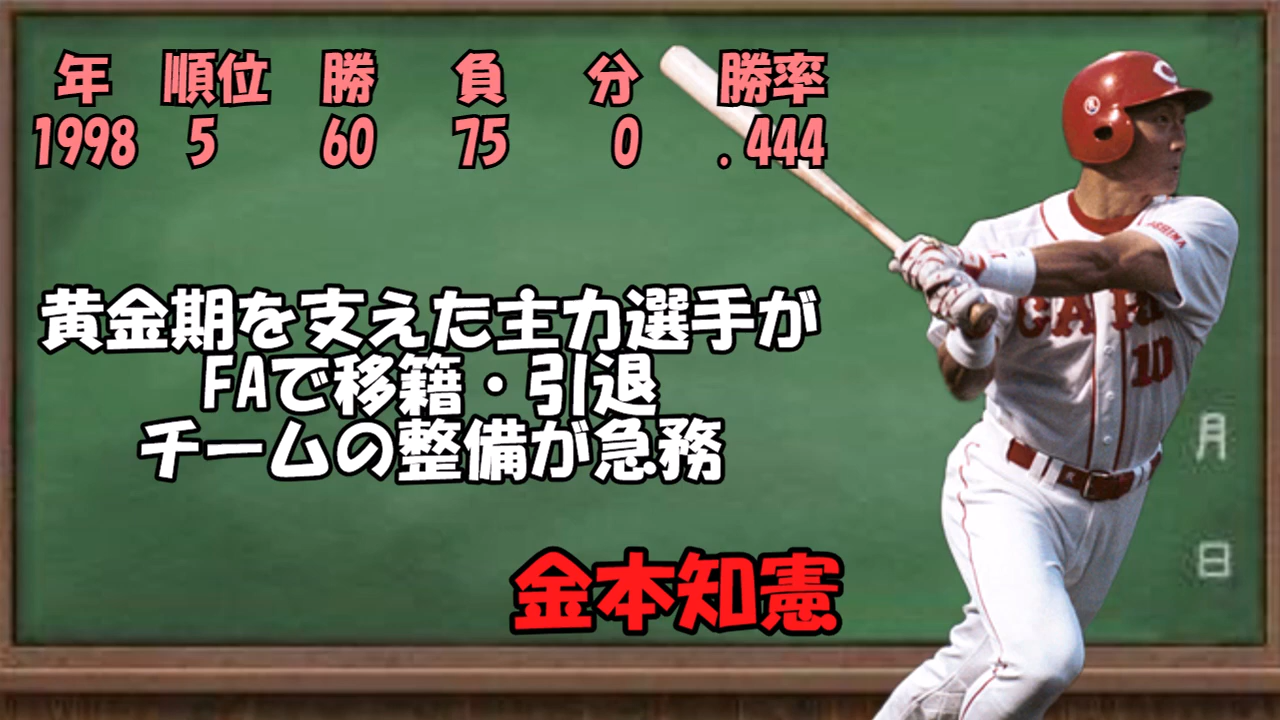 年 順位 勝 負 分 勝率
1998 5 60 75 0 .444
黄金期を支えた主力選手が
FAで移籍・引退
チームの整備が急務
金本知憲
月
日
C
CARP
10